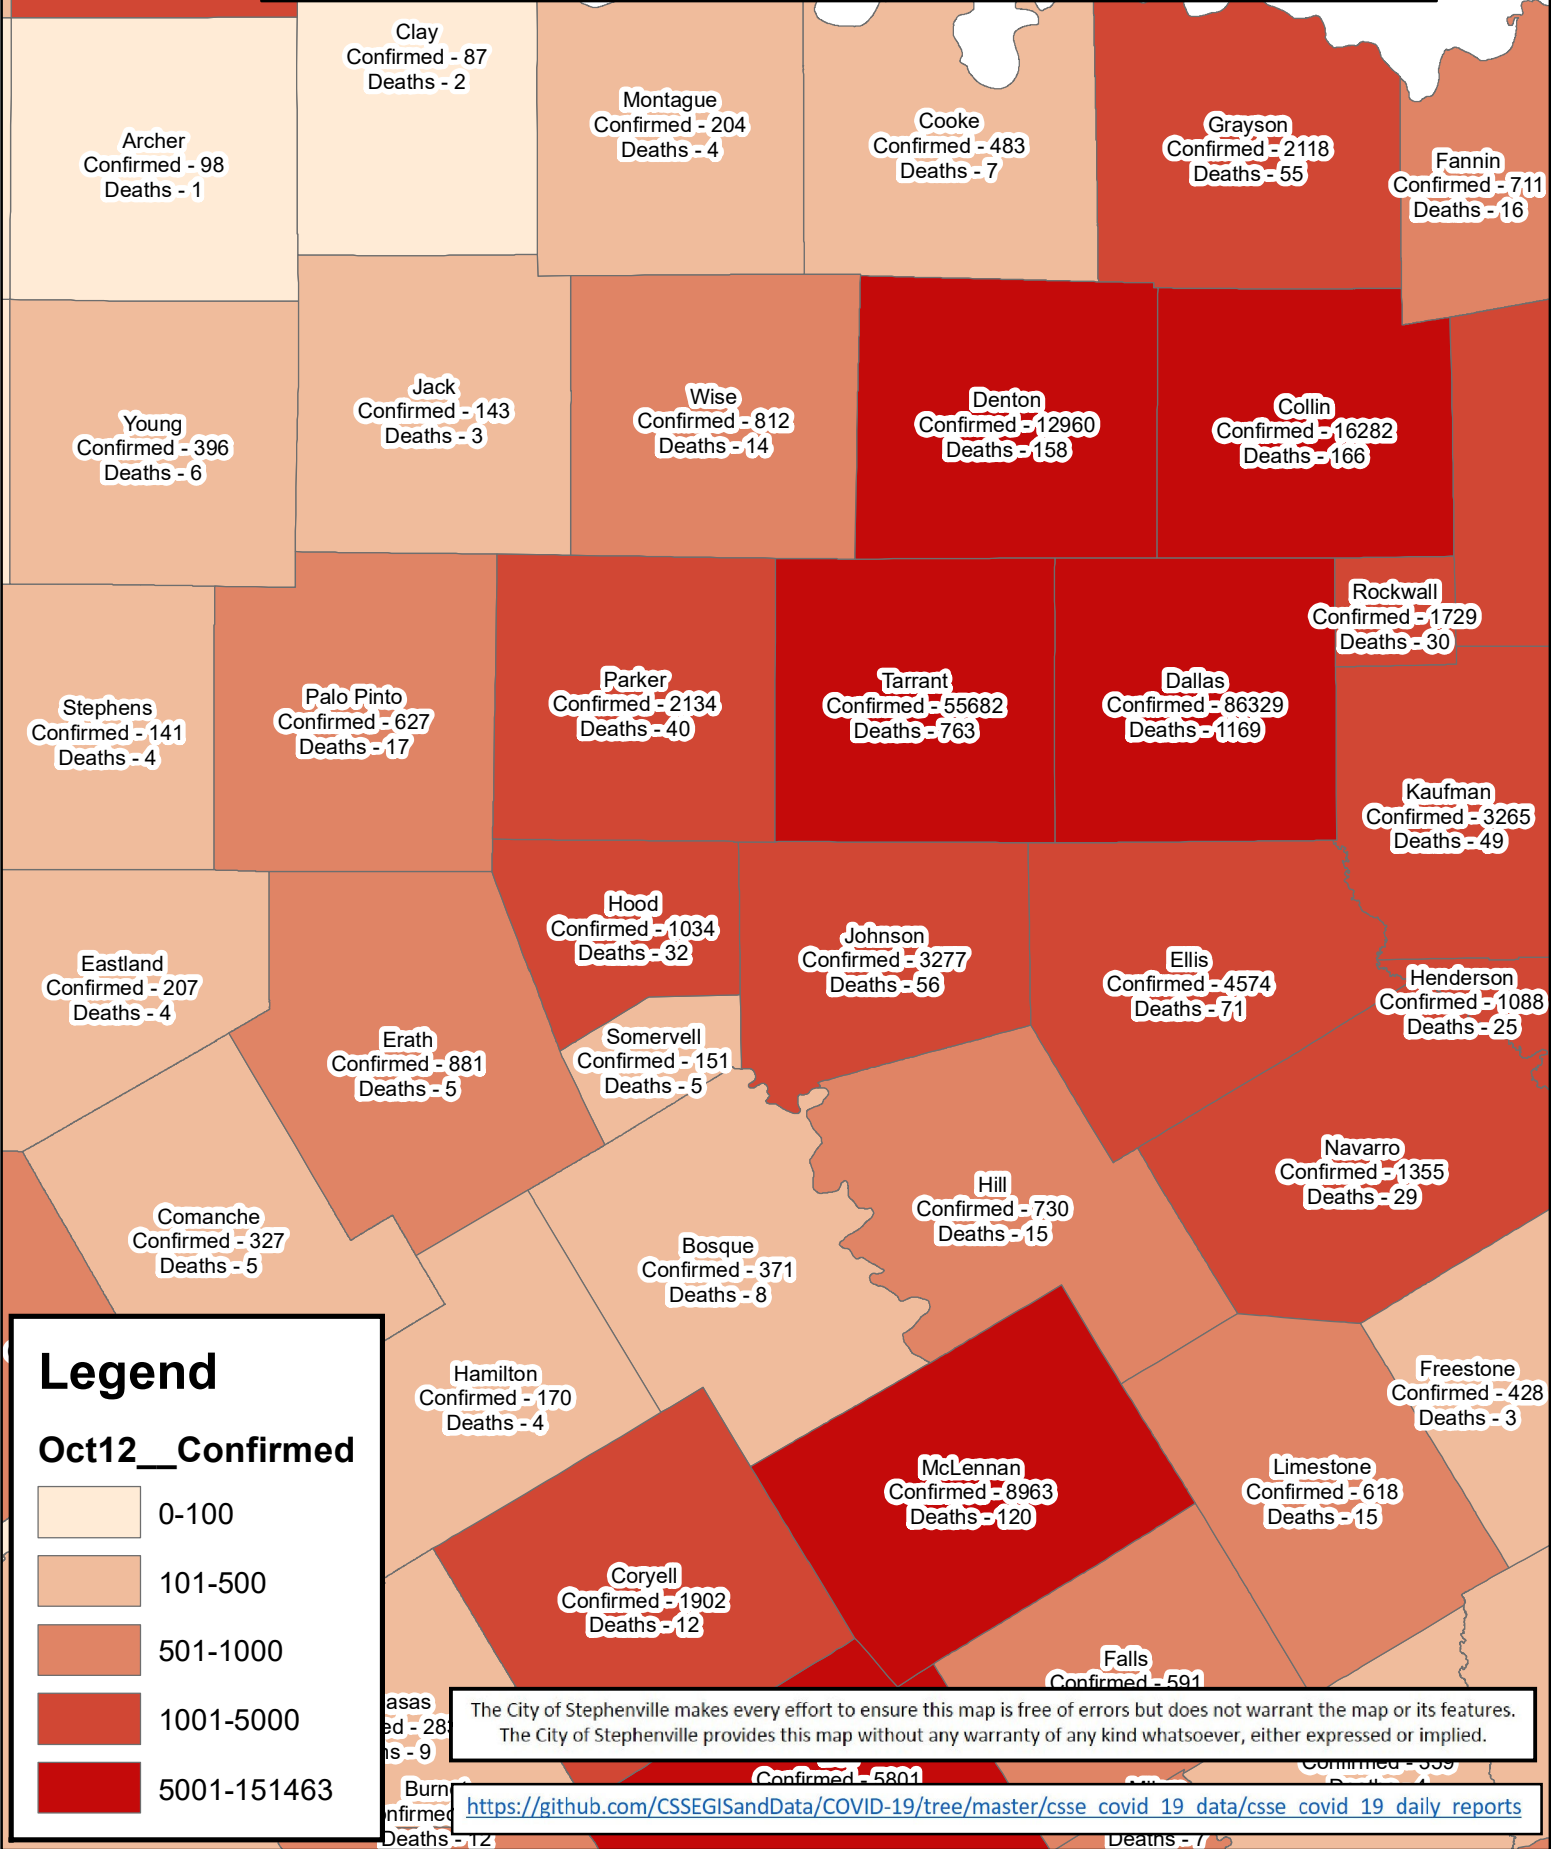 Clay
Confirmed - 87
Deaths - 2
Montague
Confirmed - 204
Deaths - 4
Cooke
Confirmed - 483
Deaths - 7
Grayson
Confirmed - 2118
Deaths - 55
Archer
Confirmed - 98
Deaths - 1
Fannin
Confirmed - 711
Deaths - 16
Young
Confirmed - 396
Deaths - 6
Jack
Confirmed - 143
Deaths - 3
Wise
Confirmed - 812
Deaths - 14
Denton
Confirmed - 12960
Deaths - 158
Collin
Confirmed - 16282
Deaths - 166
Rockwall
Confirmed - 1729
Deaths - 30
Stephens
Confirmed - 141
Deaths - 4
Palo Pinto
Confirmed - 627
Deaths - 17
Parker
Confirmed - 2134
Deaths - 40
Tarrant
Confirmed - 55682
Deaths - 763
Dallas
Confirmed - 86329
Deaths - 1169
Kaufman
Confirmed - 3265
Deaths - 49
Eastland
Confirmed - 207
Deaths - 4
Hood
Confirmed - 1034
Deaths - 32
Johnson
Confirmed - 3277
Deaths - 56
Ellis
Confirmed - 4574
Deaths - 71
Henderson
Confirmed - 1088
Deaths - 25
Erath
Confirmed - 881
Deaths - 5
Somervell
Confirmed - 151
Deaths - 5
Comanche
Confirmed - 327
Deaths - 5
Bosque
Confirmed - 371
Deaths - 8
Hill
Confirmed - 730
Deaths - 15
Navarro
Confirmed - 1355
Deaths - 29
Hamilton
Confirmed - 170
Deaths - 4
Freestone
Confirmed - 428
Deaths - 3
McLennan
Confirmed - 8963
Deaths - 120
Limestone
Confirmed - 618
Deaths - 15
Coryell
Confirmed - 1902
Deaths - 12
Falls
Confirmed - 591
Legend
Oct12__Confirmed
0-100
101-500
501-1000
1001-5000
5001-151463
asas
ed - 28
ns - 9
Burn
nfirmed
Deaths - 12
The City of Stephenville makes every effort to ensure this map is free of errors but does not warrant the map or its features.
The City of Stephenville provides this map without any warranty of any kind whatsoever, either expressed or implied.
Confirmed - 5801
Confirmed - 359
https://github.com/CSSEGISandData/COVID-19/tree/master/csse_covid_19_data/csse_covid_19_daily_reports
Deaths - 7